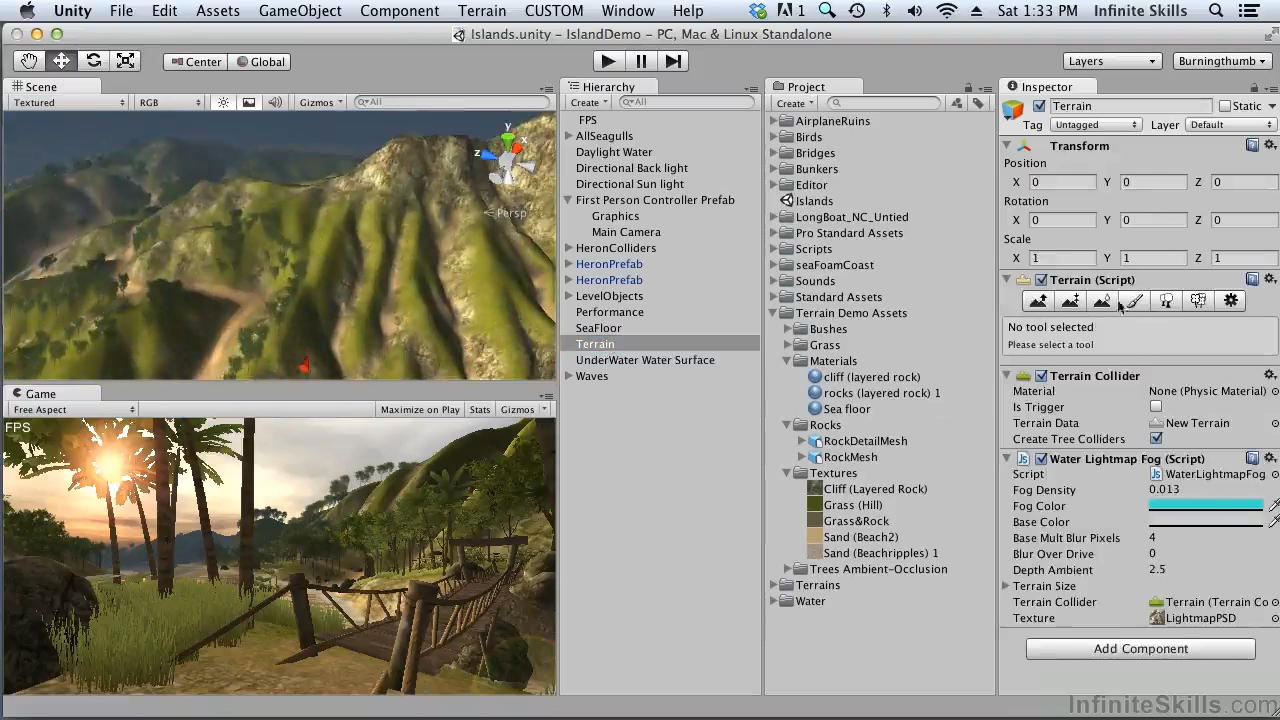 Unity File Edit Assets GameObject Component Terrain CUSTOM Window Help 1 Sat 1:33 PM Infinite Skills
Islands.unity – IslandDemo – PC, Mac & Linux Standalone
Center Global Layers Burningthumb
Scene
Textured RGB Gizmos All
y
x
z
Persp
Game
Free Aspect Maximize on Play Stats Gizmos
FPS
Hierarchy
Create All
FPS
AllSeagulls
Daylight Water
Directional Back light
Directional Sun light
First Person Controller Prefab
Graphics
Main Camera
HeronColliders
HeronPrefab
HeronPrefab
LevelObjects
Performance
SeaFloor
Terrain
UnderWater Water Surface
Waves
Project
Create
AirplaneRuins
Birds
Bridges
Bunkers
Editor
Islands
LongBoat_NC_Untied
Pro Standard Assets
Scripts
seaFoamCoast
Sounds
Standard Assets
Terrain Demo Assets
Bushes
Grass
Materials
cliff (layered rock)
rocks (layered rock) 1
Sea floor
Rocks
RockDetailMesh
RockMesh
Textures
Cliff (Layered Rock)
Grass (Hill)
Grass&Rock
Sand (Beach2)
Sand (Beachripples) 1
Trees Ambient-Occlusion
Terrains
Water
Inspector
Terrain Static
Tag Untagged Layer Default
Transform
Position
X 0 Y 0 Z 0
Rotation
X 0 Y 0 Z 0
Scale
X 1 Y 1 Z 1
Terrain (Script)
No tool selected
Please select a tool
Terrain Collider
Material None (Physic Material)
Is Trigger
Terrain Data New Terrain
Create Tree Colliders
Water Lightmap Fog (Script)
Script WaterLightmapFog
Fog Density 0.013
Fog Color
Base Color
Base Mult Blur Pixels 4
Blur Over Drive 0
Depth Ambient 2.5
Terrain Size
Terrain Collider Terrain (Terrain Co
Texture LightmapPSD
Add Component
InfiniteSkills.com